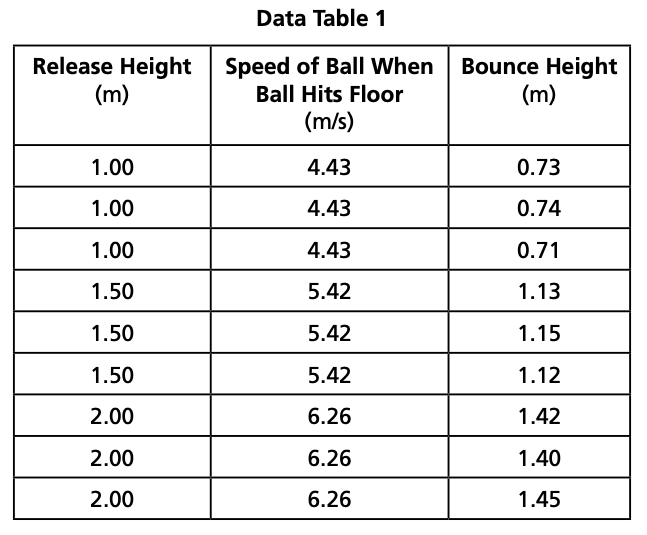 Data Table 1
Release Height (m) Speed of Ball When Ball Hits Floor (m/s) Bounce Height (m)
1.00 4.43 0.73
1.00 4.43 0.74
1.00 4.43 0.71
1.50 5.42 1.13
1.50 5.42 1.15
1.50 5.42 1.12
2.00 6.26 1.42
2.00 6.26 1.40
2.00 6.26 1.45